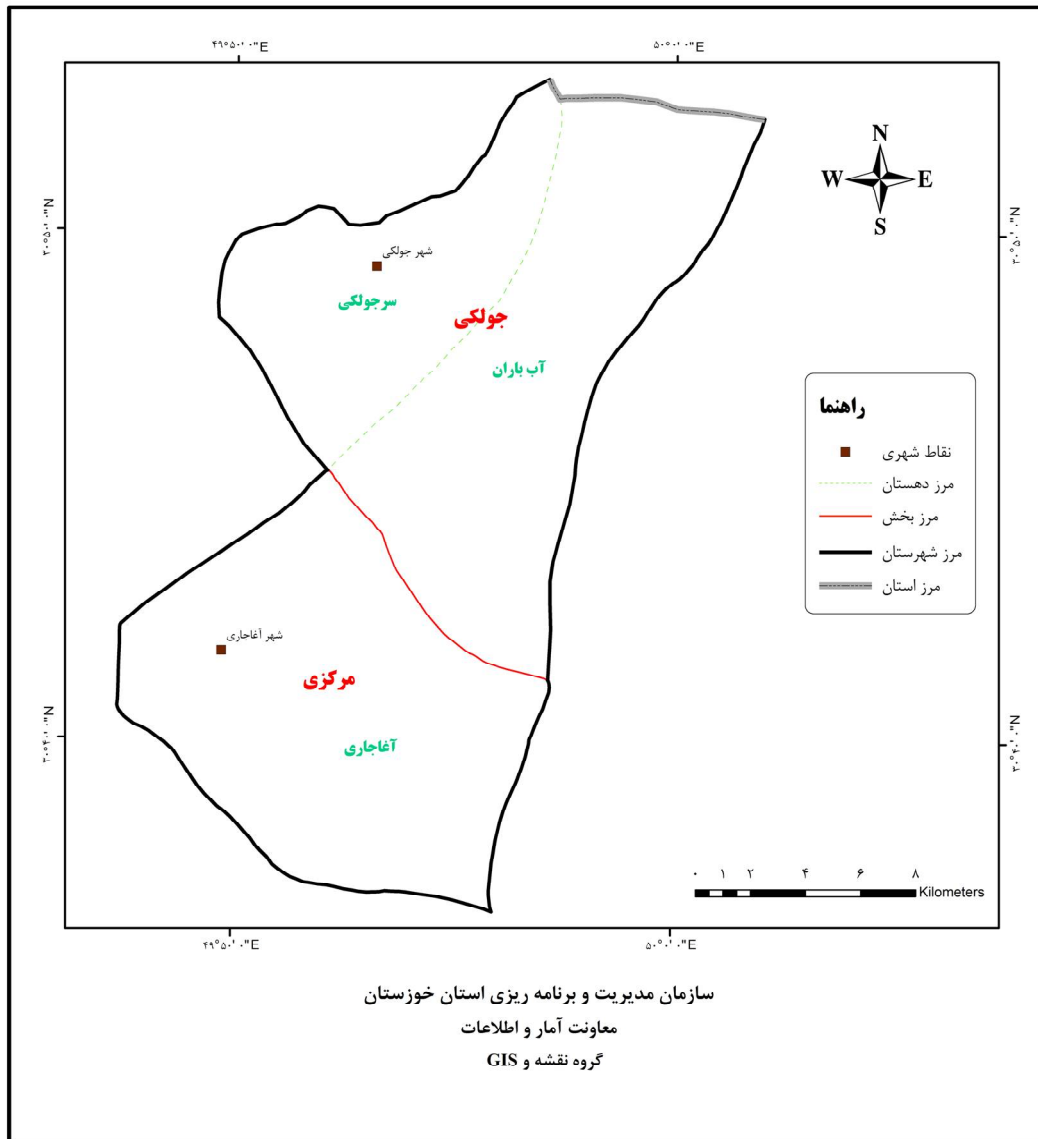 ۴۹°۵۰'۰"E
۵۰°۰'۰"E
۳۰°۵۰'۰"N
۳۰°۵۰'۰"N
N
W
E
S
شهر جولکی
سرجولکی
جولکی
آب باران
راهنما
نقاط شهری
مرز دهستان
مرز بخش
مرز شهرستان
مرز استان
شهر آغاجاری
مرکزی
آغاجاری
۳۰°۴۰'۰"N
۳۰°۴۰'۰"N
۰ ۱ ۲ ۴ ۶ ۸
Kilometers
۴۹°۵۰'۰"E
۵۰°۰'۰"E
سازمان مدیریت و برنامه ریزی استان خوزستان
معاونت آمار و اطلاعات
گروه نقشه و GIS